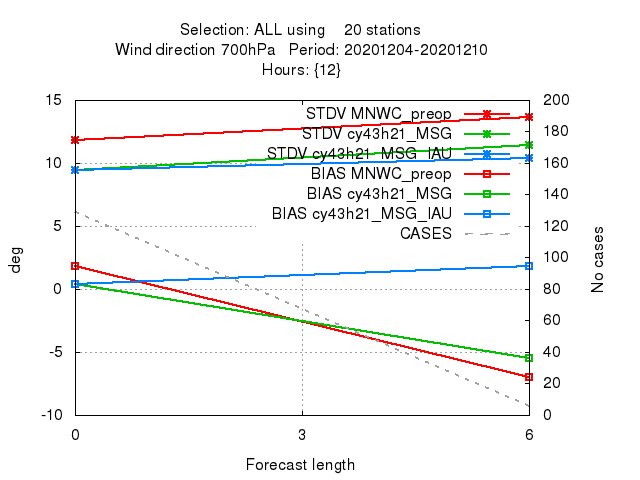 Selection: ALL using    20 stations
Wind direction 700hPa   Period: 20201204-20201210
Hours: {12}
15 200
STDV MNWC_preop
180
STDV cy43h21_MSG
10 160
STDV cy43h21_MSG_IAU
BIAS MNWC_preop
140
BIAS cy43h21_MSG
5 120
BIAS cy43h21_MSG_IAU
CASES
100
deg
No cases
0 80
60
-5 40
20
-10 0
0 3 6
Forecast length